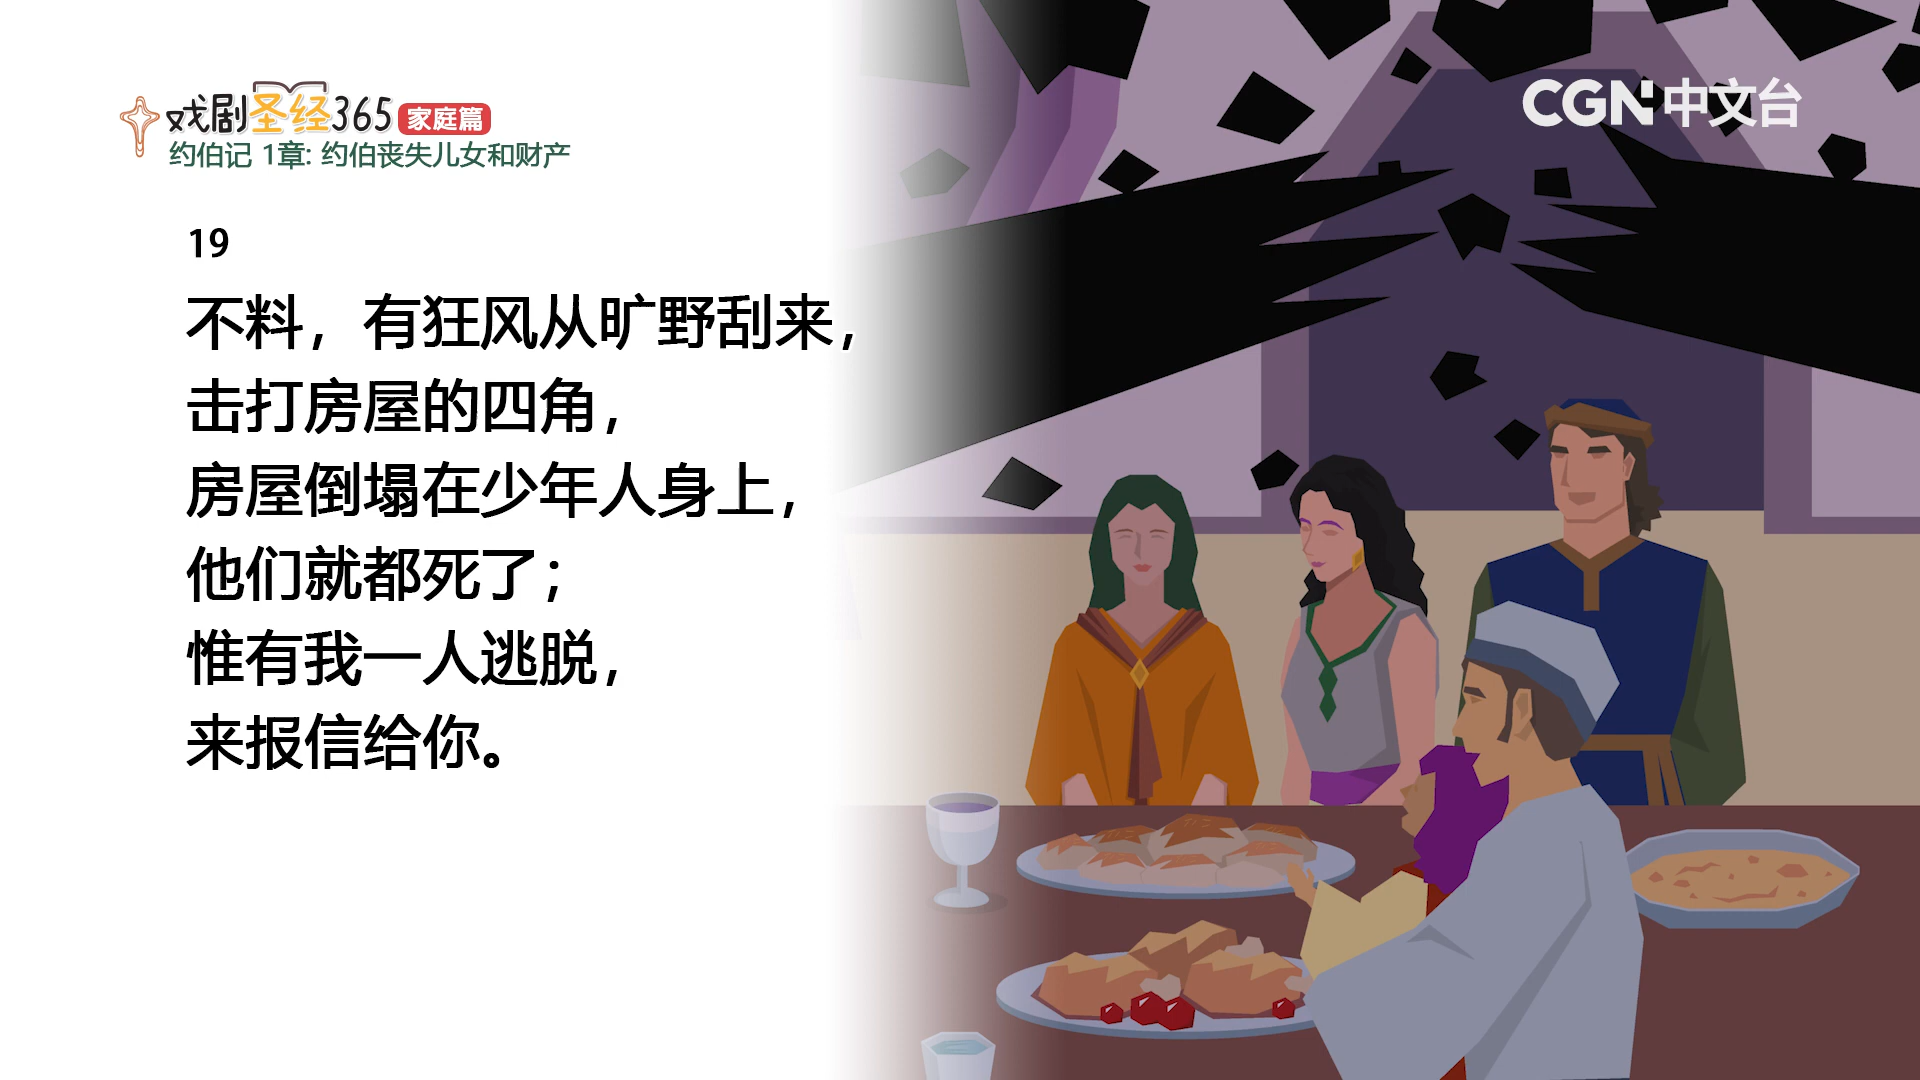 戏剧圣经365 家庭篇
约伯记 1章: 约伯丧失儿女和财产
CGN中文台
19
不料，有狂风从旷野刮来，
击打房屋的四角，
房屋倒塌在少年人身上，
他们就都死了；
惟有我一人逃脱，
来报信给你。